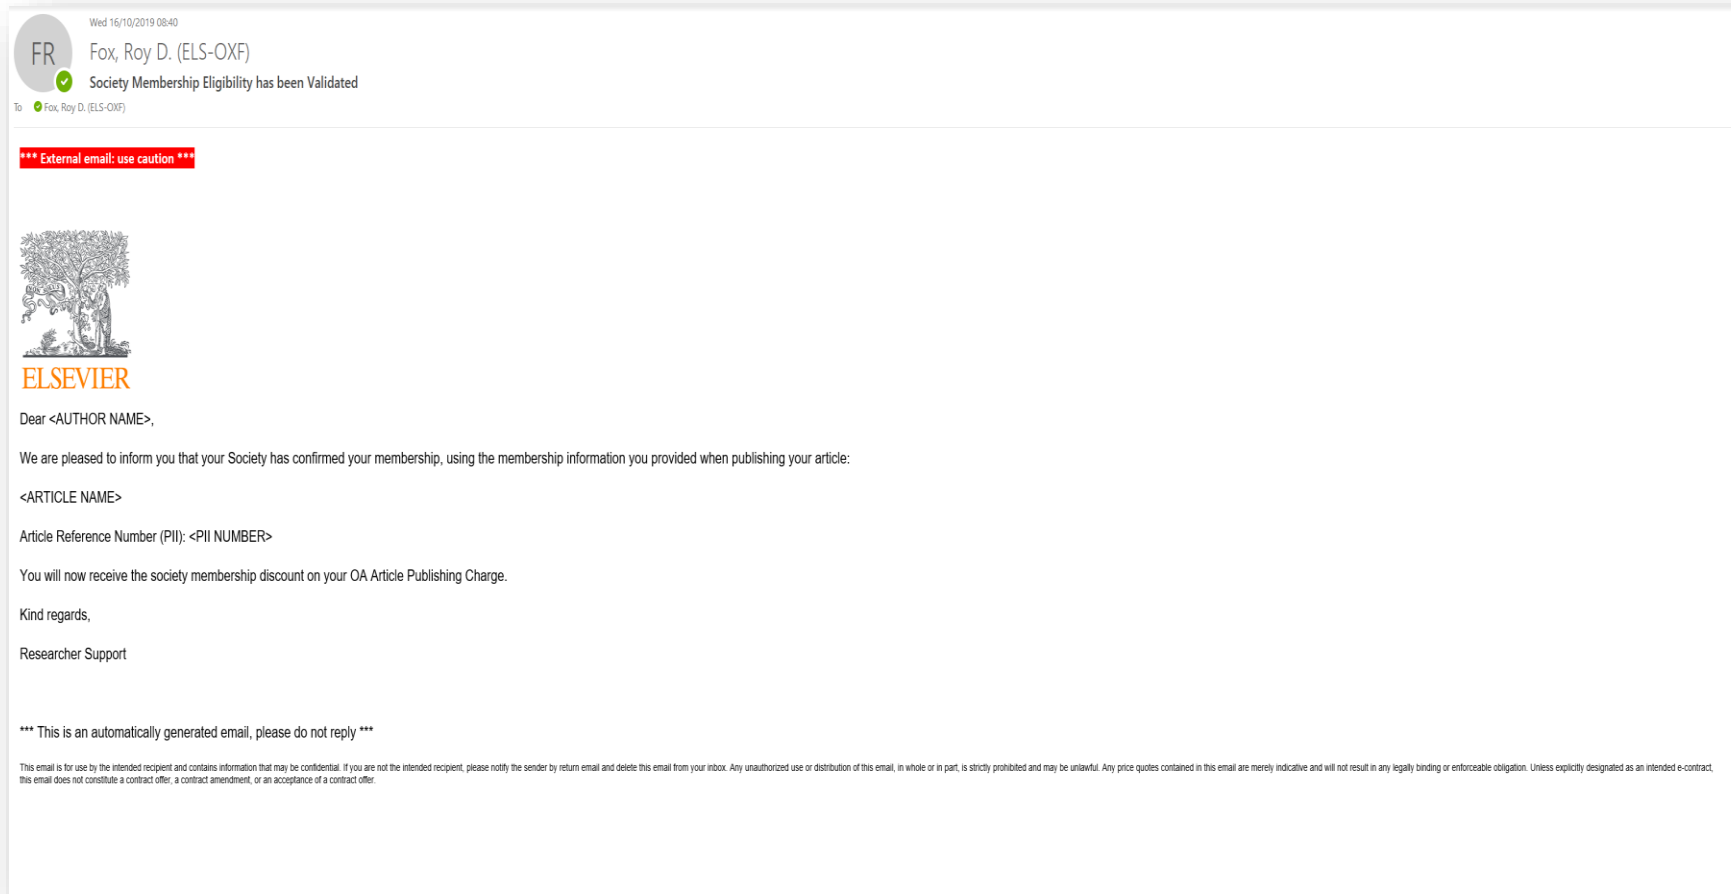 Wed 16/10/2019 08:40
FR
Fox, Roy D. (ELS-OXF)
Society Membership Eligibility has been Validated
To Fox, Roy D. (ELS-OXF)
*** External email: use caution ***
ELSEVIER
Dear <AUTHOR NAME>,
We are pleased to inform you that your Society has confirmed your membership, using the membership information you provided when publishing your article:
<ARTICLE NAME>
Article Reference Number (PII): <PII NUMBER>
You will now receive the society membership discount on your OA Article Publishing Charge.
Kind regards,
Researcher Support
*** This is an automatically generated email, please do not reply ***
This email is for use by the intended recipient and contains information that may be confidential. If you are not the intended recipient, please notify the sender by return email and delete this email from your inbox. Any unauthorized use or distribution of this email, in whole or in part, is strictly prohibited and may be unlawful. Any price quotes contained in this email are merely indicative and will not result in any legally binding or enforceable obligation. Unless explicitly designated as an intended e-contract,
this email does not constitute a contract offer, a contract amendment, or an acceptance of a contract offer.